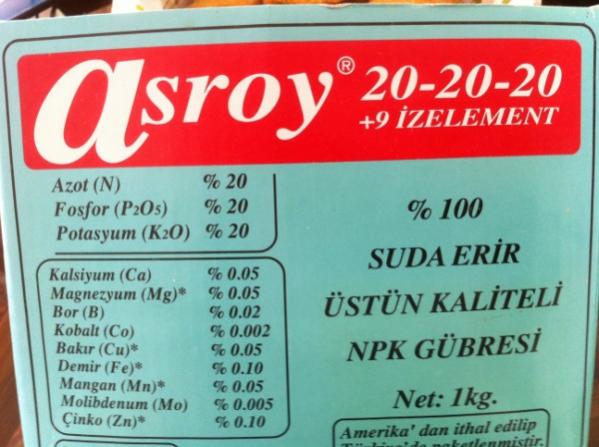 asroy® 20-20-20
+9 İZELEMENT
Azot (N) % 20
Fosfor (P2O5) % 20
Potasyum (K2O) % 20
% 100
SUDA ERİR
ÜSTÜN KALİTELİ
NPK GÜBRESİ
Net: 1kg.
Kalsiyum (Ca) % 0.05
Magnezyum (Mg)* % 0.05
Bor (B) % 0.02
Kobalt (Co) % 0.002
Bakır (Cu)* % 0.05
Demir (Fe)* % 0.10
Mangan (Mn)* % 0.05
Molibdenum (Mo) % 0.005
Çinko (Zn)* % 0.10
Amerika' dan ithal edilip
Türkiye'de paketlenmiştir.